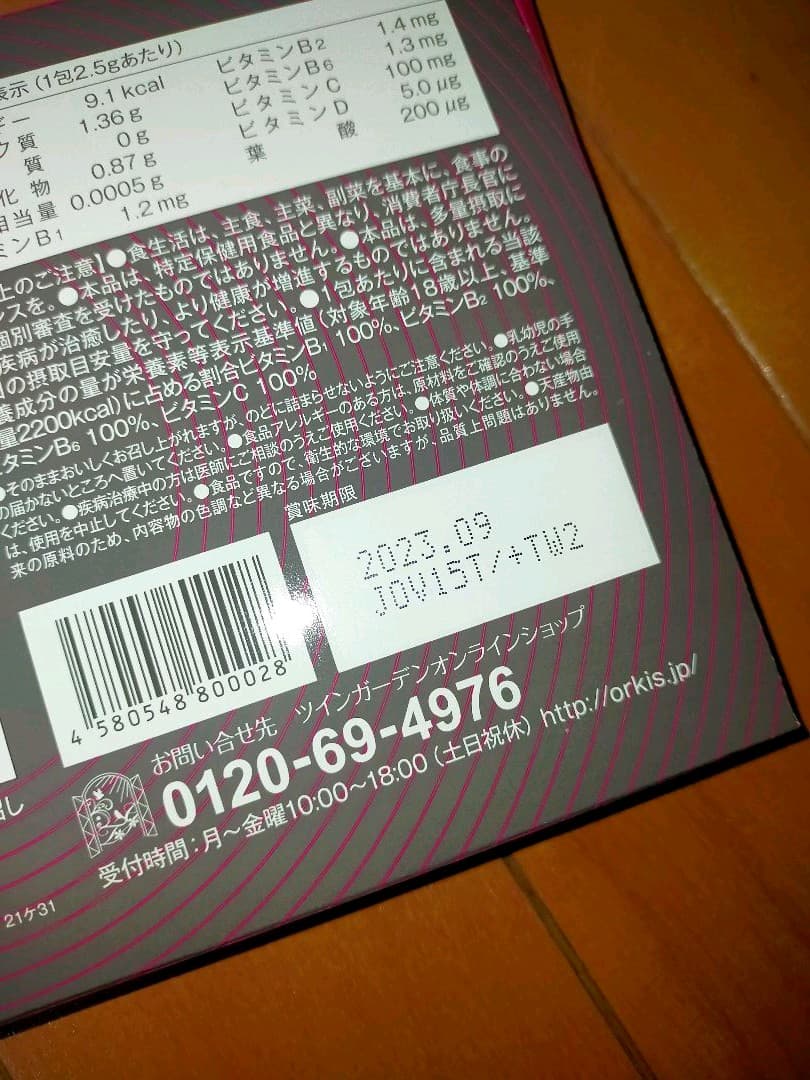 表示(1包2.5gあたり)
ギー 9.1 kcal
ク質 1.36 g
質 0 g
化物 0.87 g
相当量 0.0005 g
ミンB1 1.2 mg
ビタミンB2 1.4 mg
ビタミンB6 1.3 mg
ビタミンC 100 mg
ビタミンD 5.0 μg
葉酸 200 μg
上のご注意】●食生活は、主食、主菜、副菜を基本に、食事の
ンスを。●本品は、特定保健用食品と異なり、消費者庁長官に
個別審査を受けたものではありません。●本品は、多量摂取に
疾病が治癒したり、より健康が増進するものではありません。
の摂取目安量を守ってください。●1包あたりに含まれる当該
養成分の量が栄養素等表示基準値(対象年齢18歳以上、基準
量2200kcal)に占める割合ビタミンB1 100%、ビタミンB2 100%、
タミンB6 100%、ビタミンC 100%
●そのままおいしくお召し上がれますが、のどに詰まらせないようにご注意ください。●乳幼児の手
の届かないところへ置いてください。●食品アレルギーのある方は、原材料をご確認のうえご使用
ください。●疾病治療中の方は医師にご相談のうえご使用ください。●体質や体調に合わない場合
は、使用を中止してください。●食品ですので、衛生的な環境でお取り扱いください。●天産物由
来の原料のため、内容物の色調など異なる場合がございますが、品質上問題はありません。
賞味期限
2023.09
JOW15T/+TW2
4 580548 800028
お問い合せ先 ツインガーデンオンラインショップ
0120-69-4976
受付時間:月〜金曜10:00〜18:00(土日祝休) http://orkis.jp/
召し
21ケ31